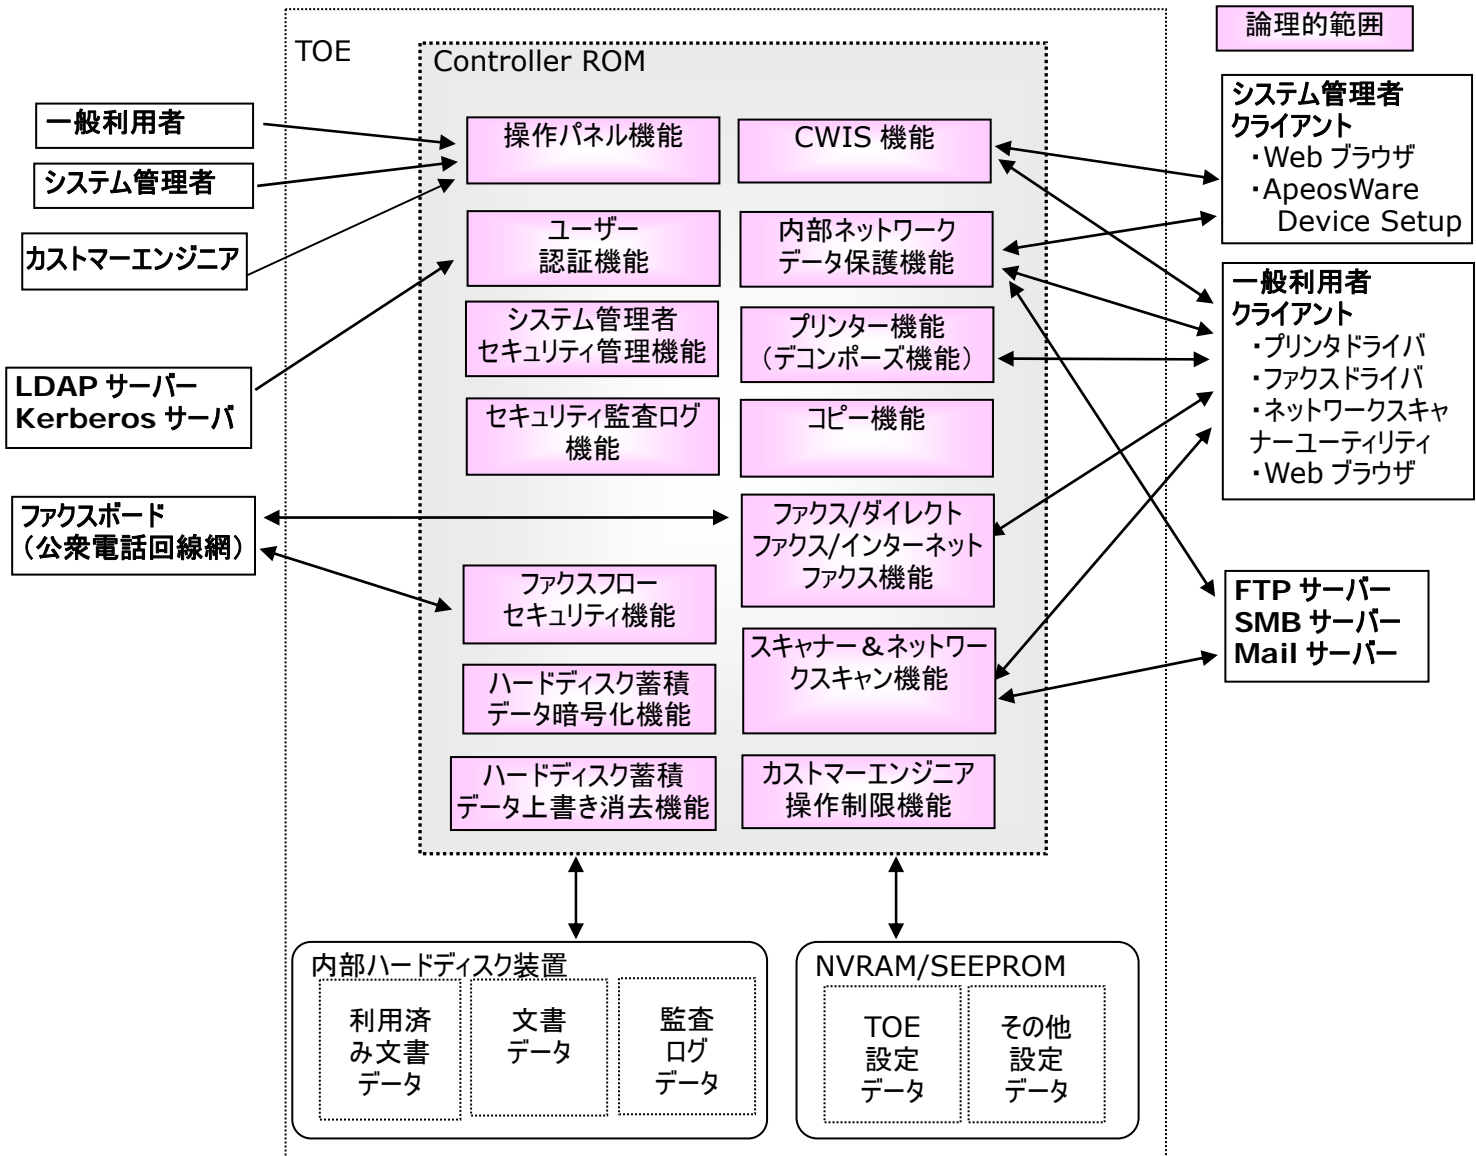 論理的範囲
TOE
Controller ROM
一般利用者
システム管理者
カストマーエンジニア
LDAP サーバー
Kerberos サーバ
ファクスボード
（公衆電話回線網）
操作パネル機能
CWIS 機能
ユーザー
認証機能
内部ネットワーク
データ保護機能
システム管理者
セキュリティ管理機能
プリンター機能
（デコンポーズ機能）
セキュリティ監査ログ
機能
コピー機能
ファクス/ダイレクト
ファクス/インターネット
ファクス機能
ファクスフロー
セキュリティ機能
スキャナー＆ネットワー
クスキャン機能
ハードディスク蓄積
データ暗号化機能
ハードディスク蓄積
データ上書き消去機能
カストマーエンジニア
操作制限機能
システム管理者
クライアント
・Web ブラウザ
・ApeosWare
Device Setup
一般利用者
クライアント
・プリンタドライバ
・ファクスドライバ
・ネットワークスキャ
ナーユーティリティ
・Web ブラウザ
FTP サーバー
SMB サーバー
Mail サーバー
内部ハードディスク装置
利用済
み文書
データ
文書
データ
監査
ログ
データ
NVRAM/SEEPROM
TOE
設定
データ
その他
設定
データ